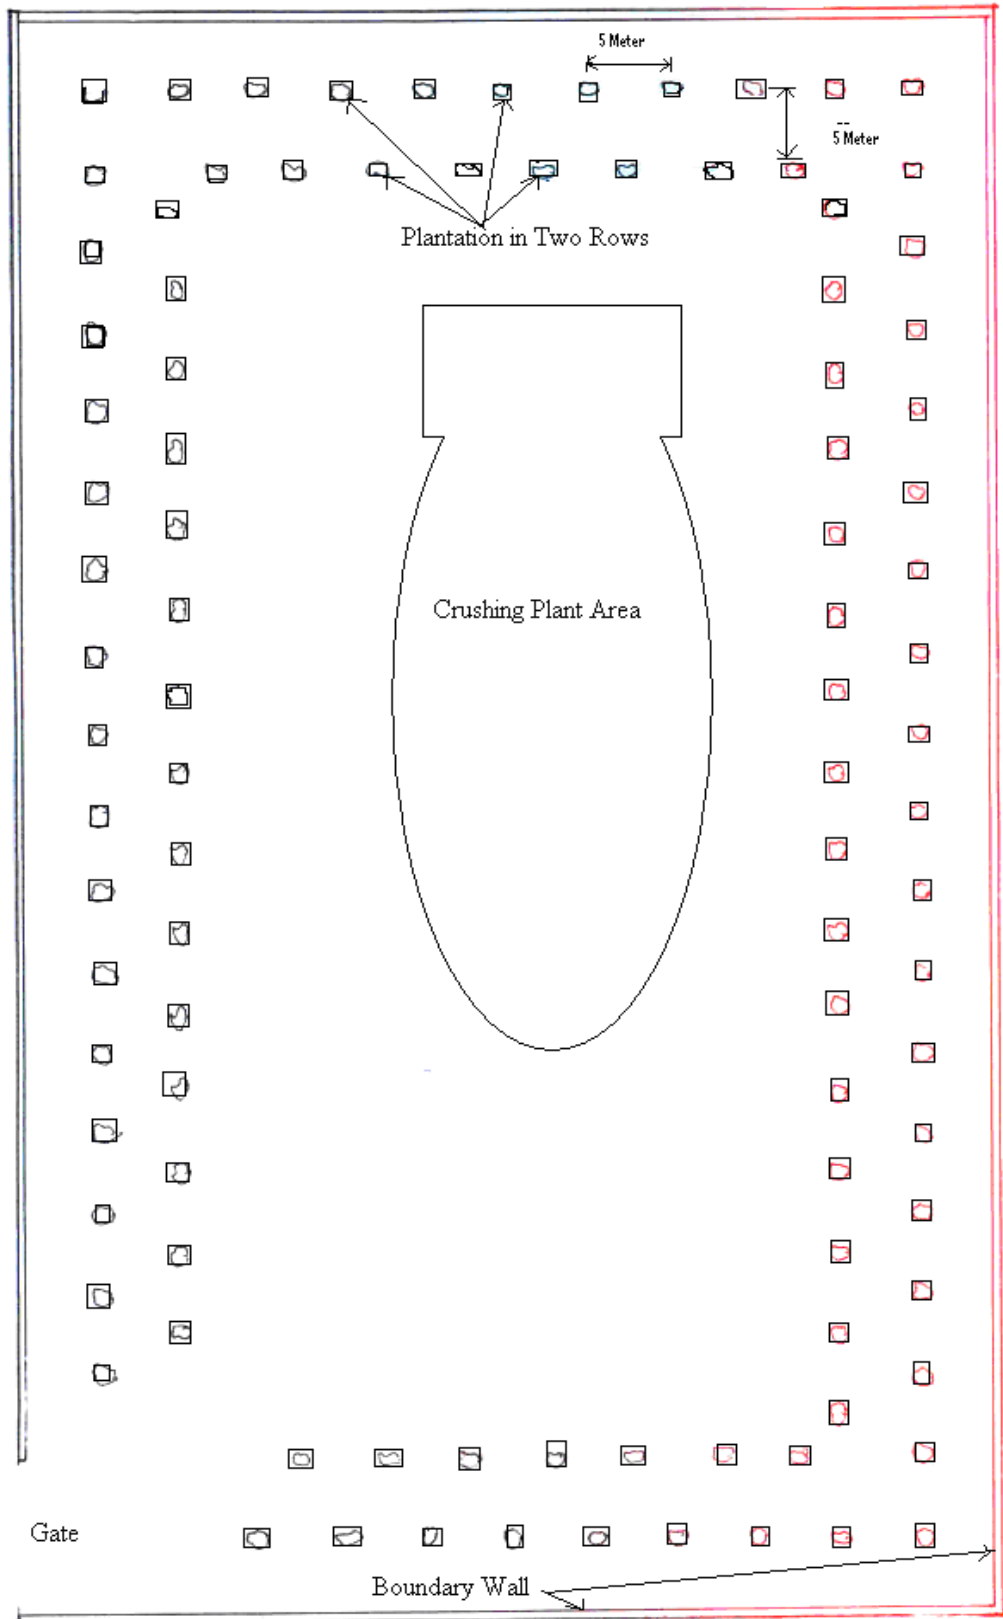 5 Meter
5 Meter
Plantation in Two Rows
Crushing Plant Area
Gate
Boundary Wall